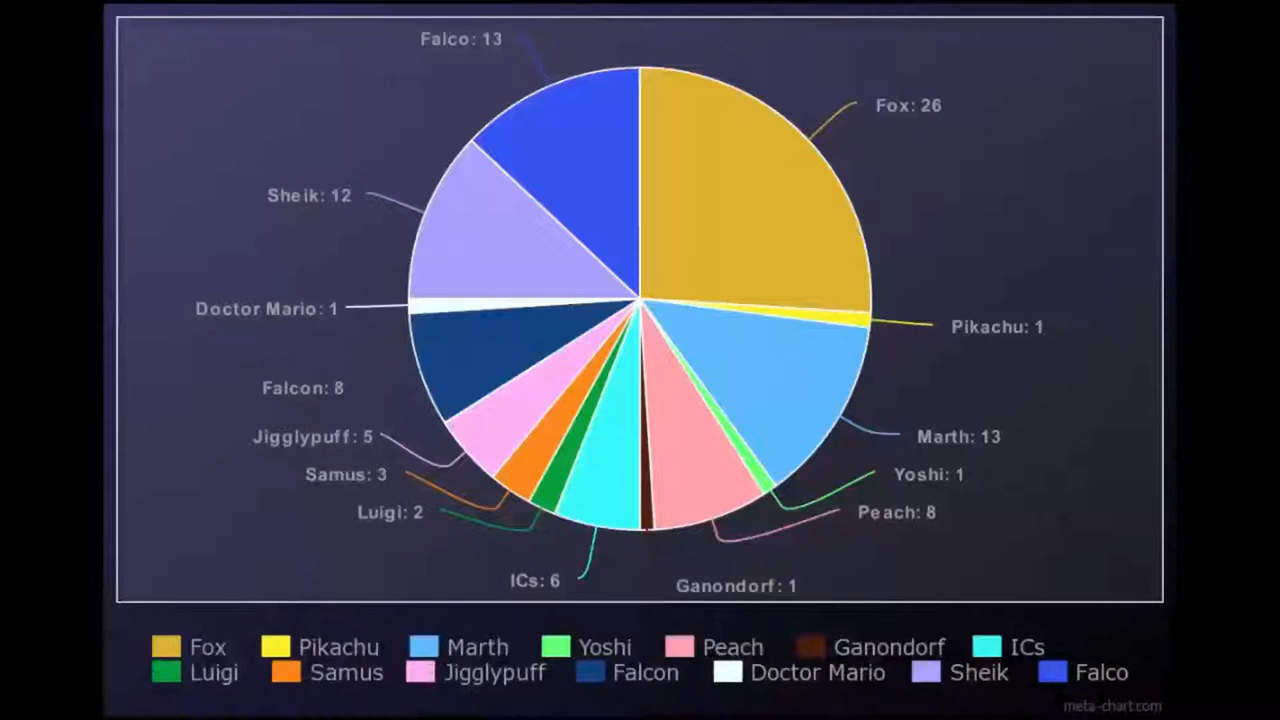 Falco: 13
Fox: 26
Sheik: 12
Doctor Mario: 1
Pikachu: 1
Falcon: 8
Jigglypuff: 5
Marth: 13
Samus: 3
Yoshi: 1
Luigi: 2
Peach: 8
ICs: 6
Ganondorf: 1
Fox Pikachu Marth Yoshi Peach Ganondorf ICs
Luigi Samus Jigglypuff Falcon Doctor Mario Sheik Falco
meta-chart.com